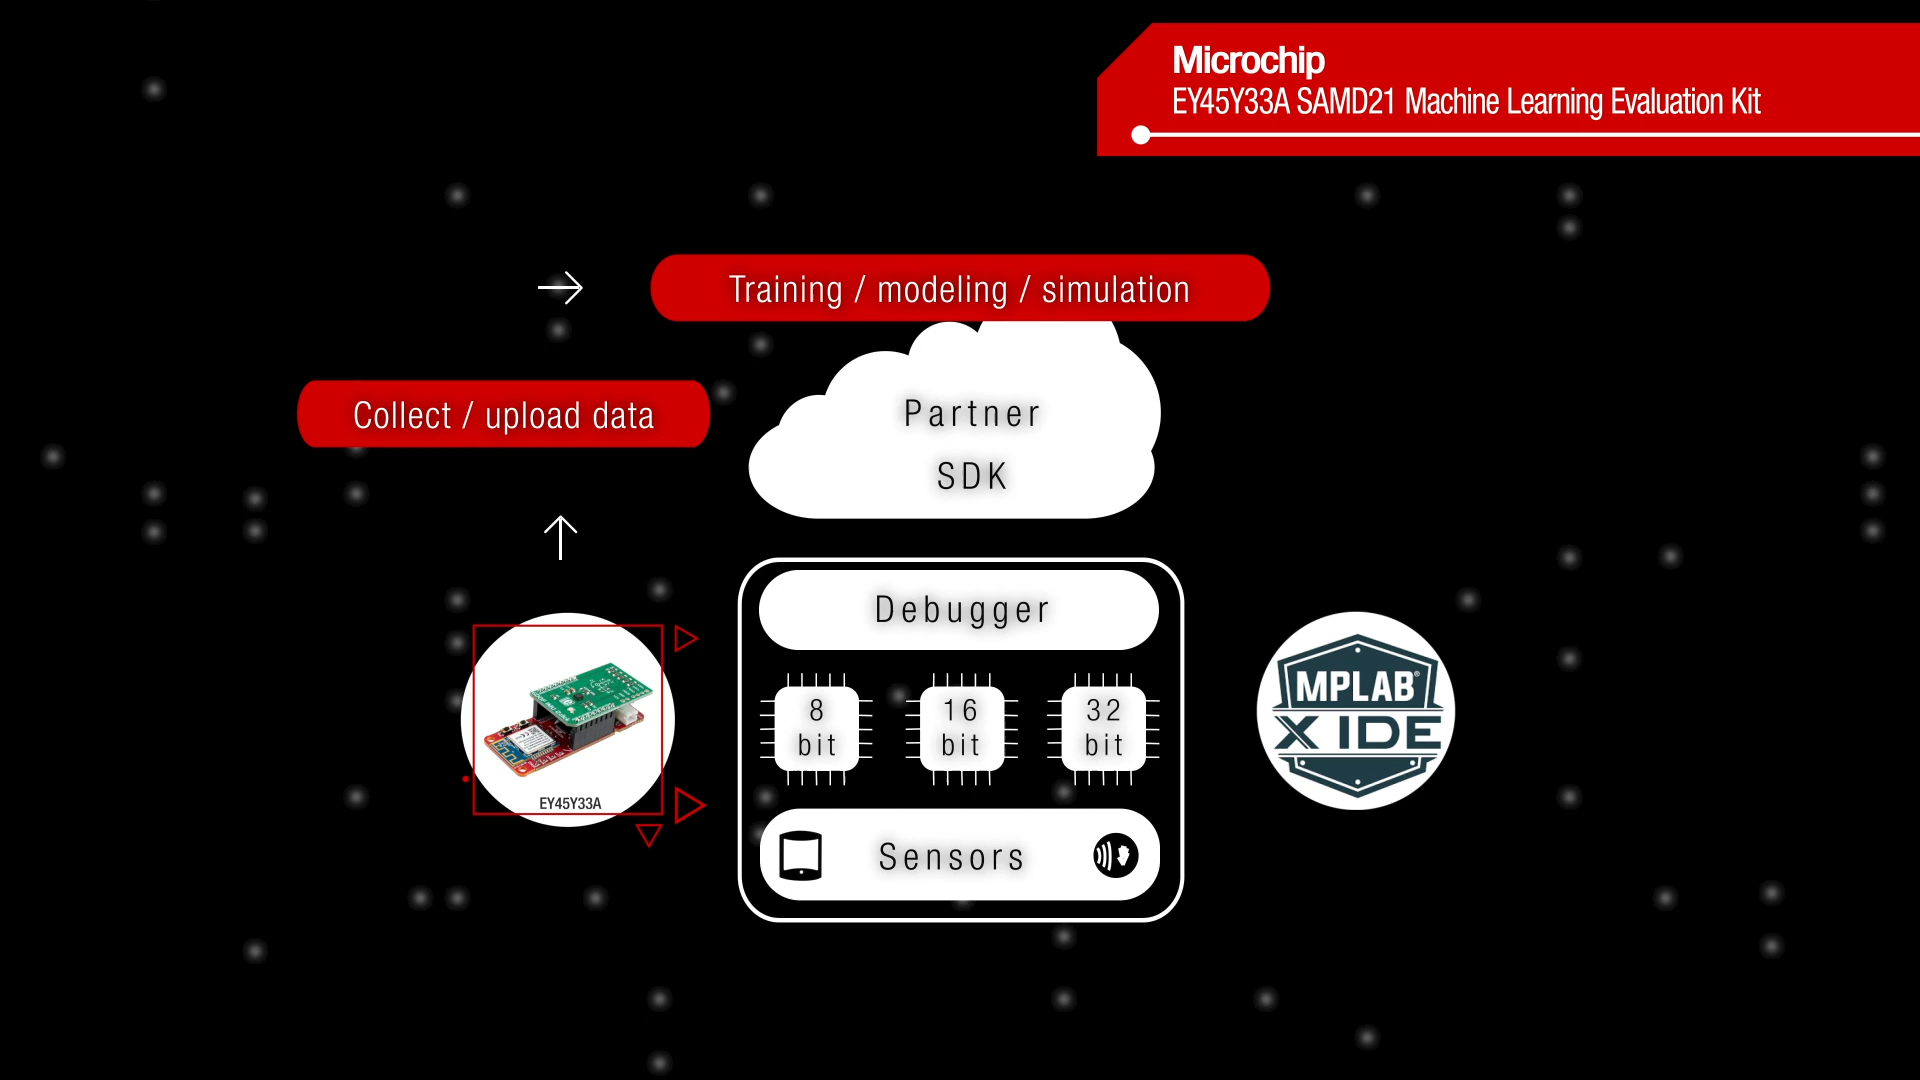 Microchip
EY45Y33A SAMD21 Machine Learning Evaluation Kit
Training / modeling / simulation
Collect / upload data
Partner
SDK
Debugger
8
bit
16
bit
32
bit
MPLAB®
X IDE
EY45Y33A
Sensors